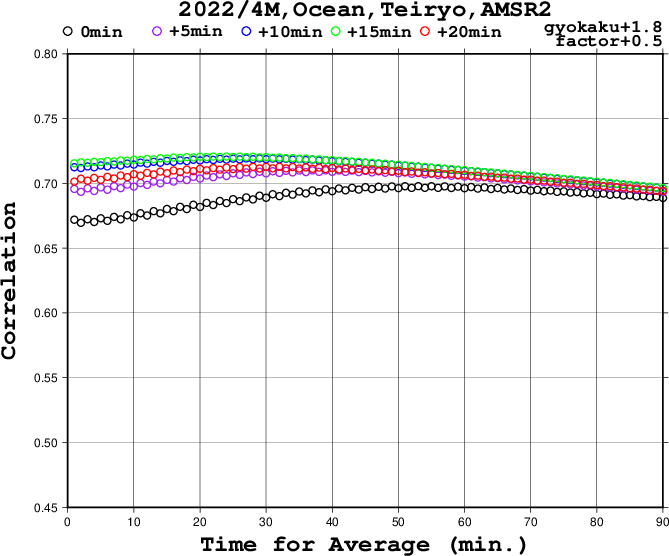 2022/4M,Ocean,Teiryo,AMSR2
0min +5min +10min +15min +20min
gyokaku+1.8
factor+0.5
0.80
0.75
0.70
0.65
0.60
0.55
0.50
0.45
Correlation
0 10 20 30 40 50 60 70 80 90
Time for Average (min.)